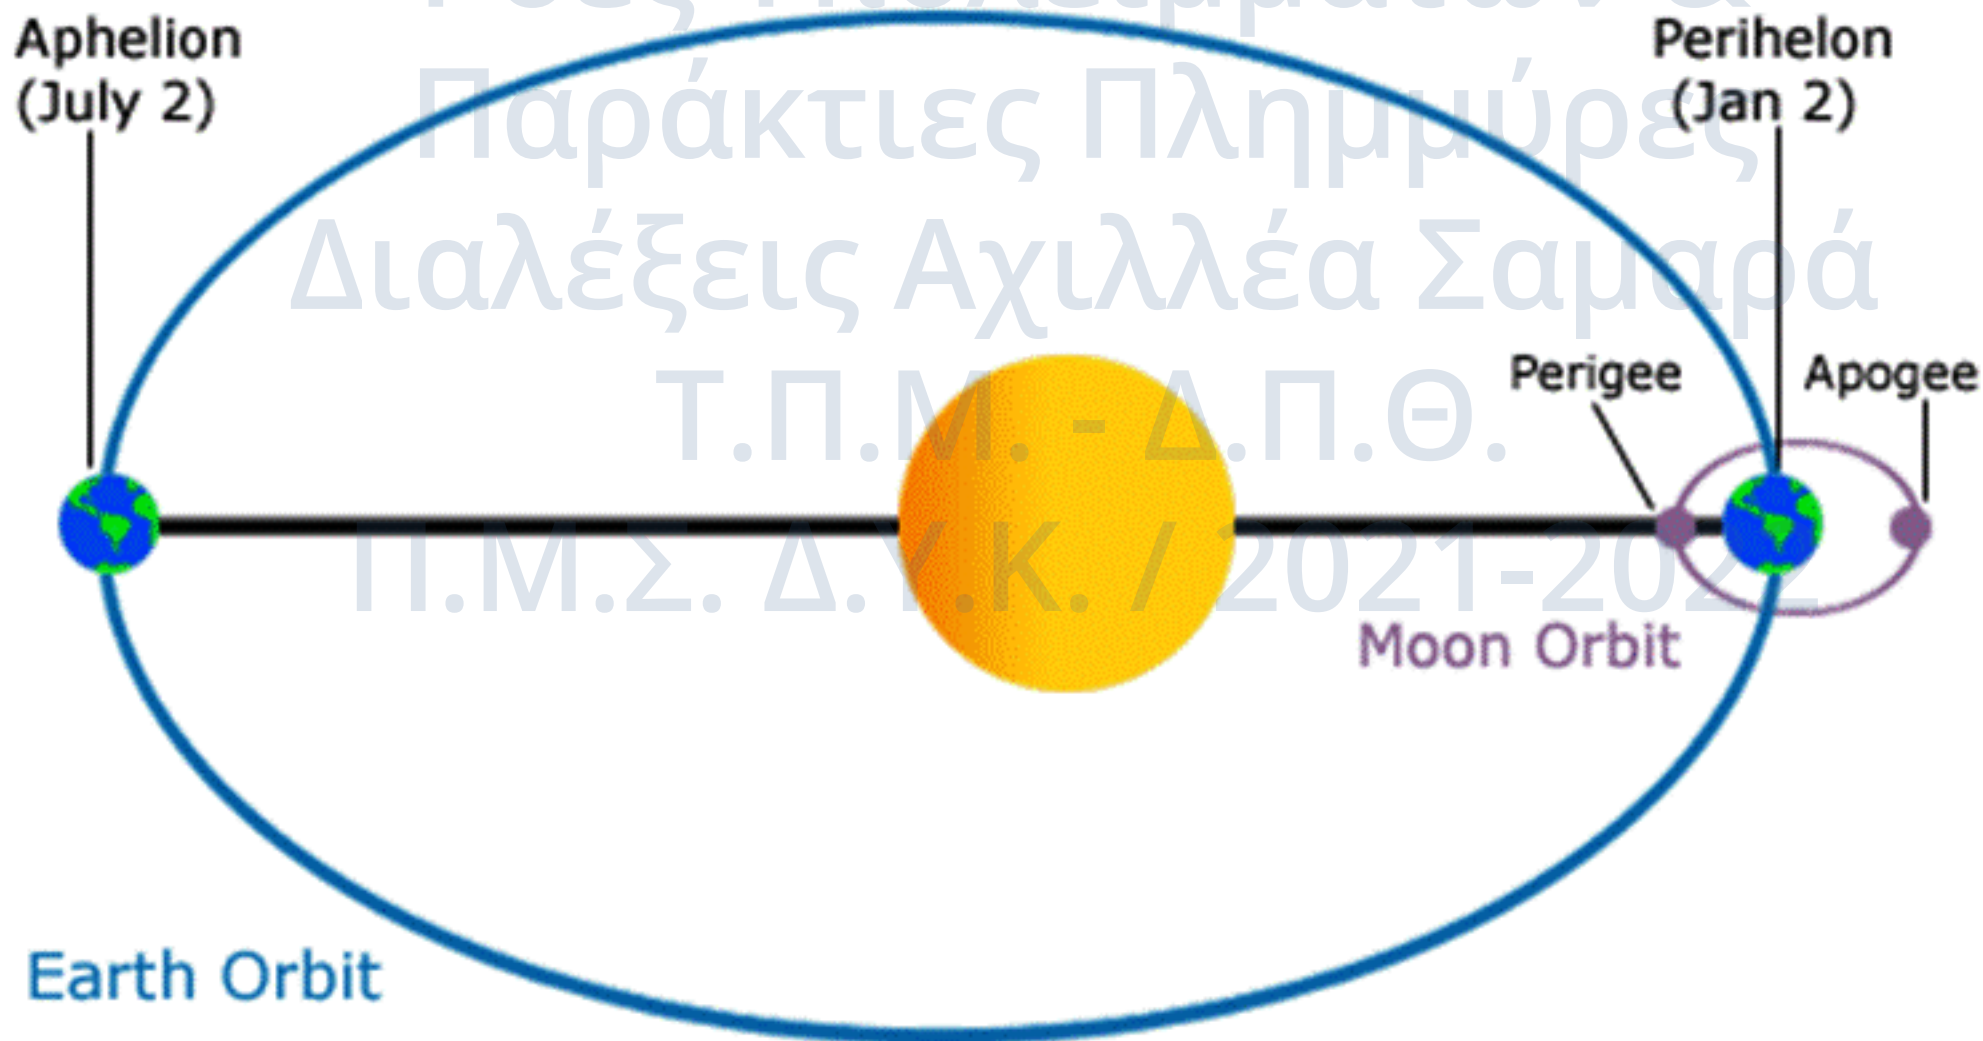 Aphelion
(July 2)
Perihelon
(Jan 2)
Παράκτιες Πλημμύρες
Διαλέξεις Αχιλλέα Σαμαρά
Τ.Π.Μ. - Δ.Π.Θ.
Perigee
Apogee
Π.Μ.Σ. Δ.Υ.Κ. / 2021-2022
Moon Orbit
Earth Orbit